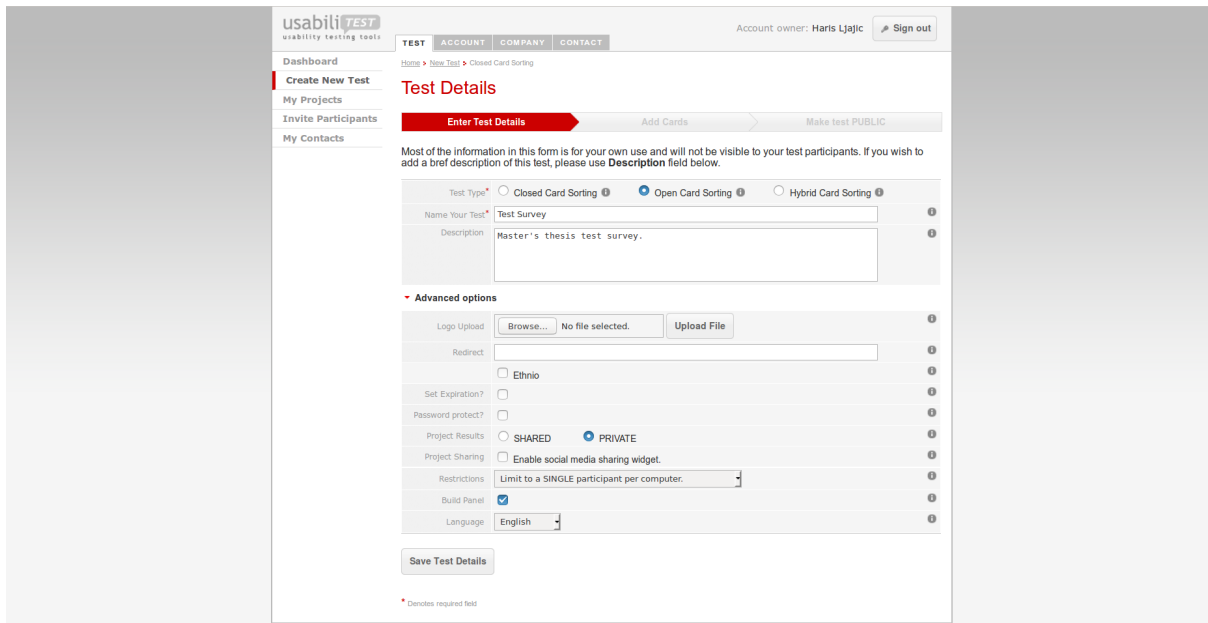 usabiliTEST
usability testing tools
Account owner: Haris Ljajic
Sign out
TEST ACCOUNT COMPANY CONTACT
Dashboard
Create New Test
My Projects
Invite Participants
My Contacts
Home > New Test > Closed Card Sorting
Test Details
Enter Test Details Add Cards Make test PUBLIC
Most of the information in this form is for your own use and will not be visible to your test participants. If you wish to
add a bref description of this test, please use Description field below.
Test Type* Closed Card Sorting Open Card Sorting Hybrid Card Sorting
Name Your Test* Test Survey
Description Master's thesis test survey.
Advanced options
Logo Upload Browse... No file selected. Upload File
Redirect
Ethnio
Set Expiration?
Password protect?
Project Results SHARED PRIVATE
Project Sharing Enable social media sharing widget.
Restrictions Limit to a SINGLE participant per computer.
Build Panel
Language English
Save Test Details
* Denotes required field